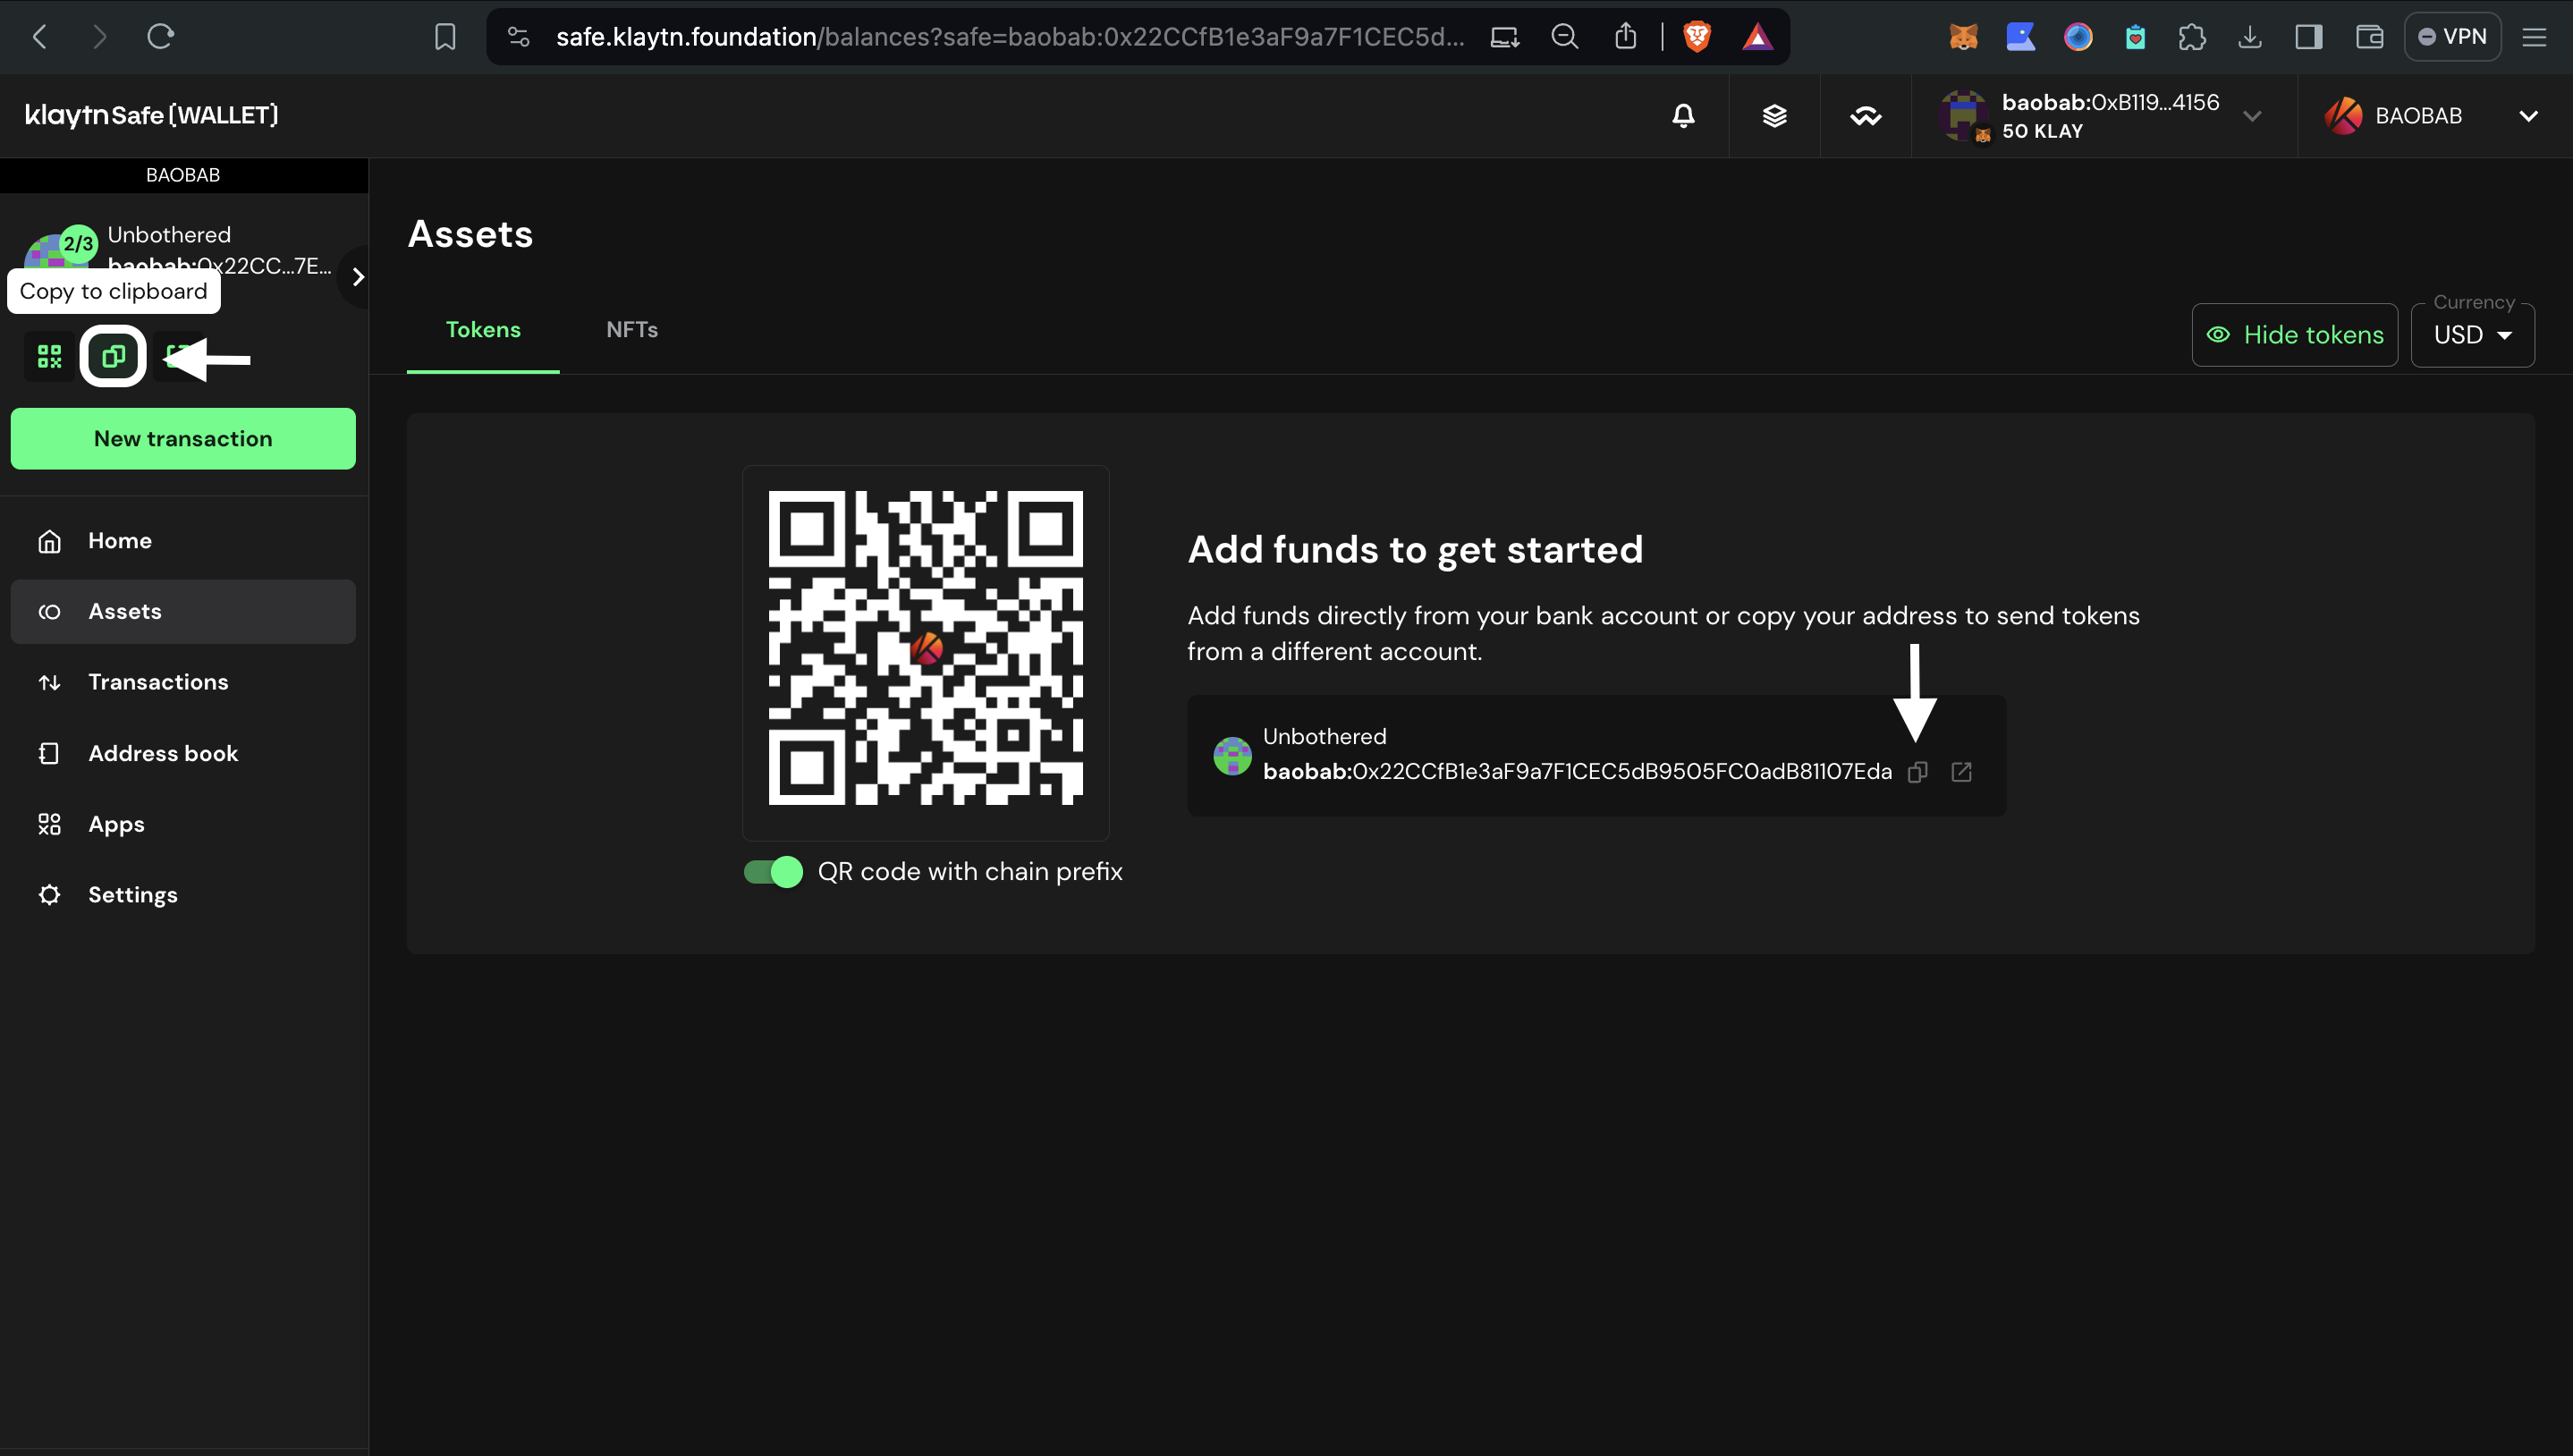 safe.klaytn.foundation/balances?safe=baobab:0x22CCfB1e3aF9a7F1CEC5d...
VPN
klaytn Safe {WALLET}
baobab:0xB119...4156
50 KLAY
BAOBAB
BAOBAB
2/3
Unbothered
baobab:0x22CC...7E...
Copy to clipboard
New transaction
Home
Assets
Transactions
Address book
Apps
Settings
Assets
Tokens
NFTs
Hide tokens
Currency
USD
Add funds to get started
Add funds directly from your bank account or copy your address to send tokens
from a different account.
Unbothered
baobab:0x22CCfB1e3aF9a7F1CEC5dB9505FC0adB81107Eda
QR code with chain prefix